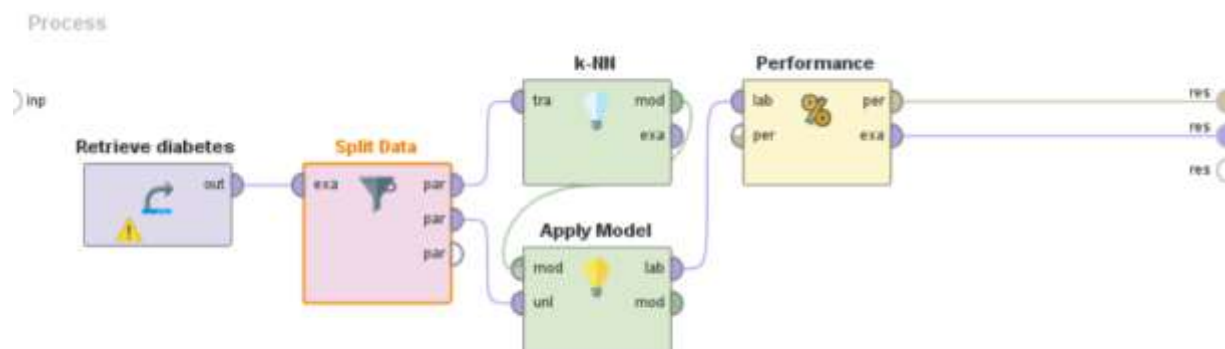 Process
inp
Retrieve diabetes
out
Split Data
exa
par
par
par
k-NN
tra
mod
exa
Apply Model
mod
unl
lab
mod
Performance
%
lab
per
per
exa
res
res
res